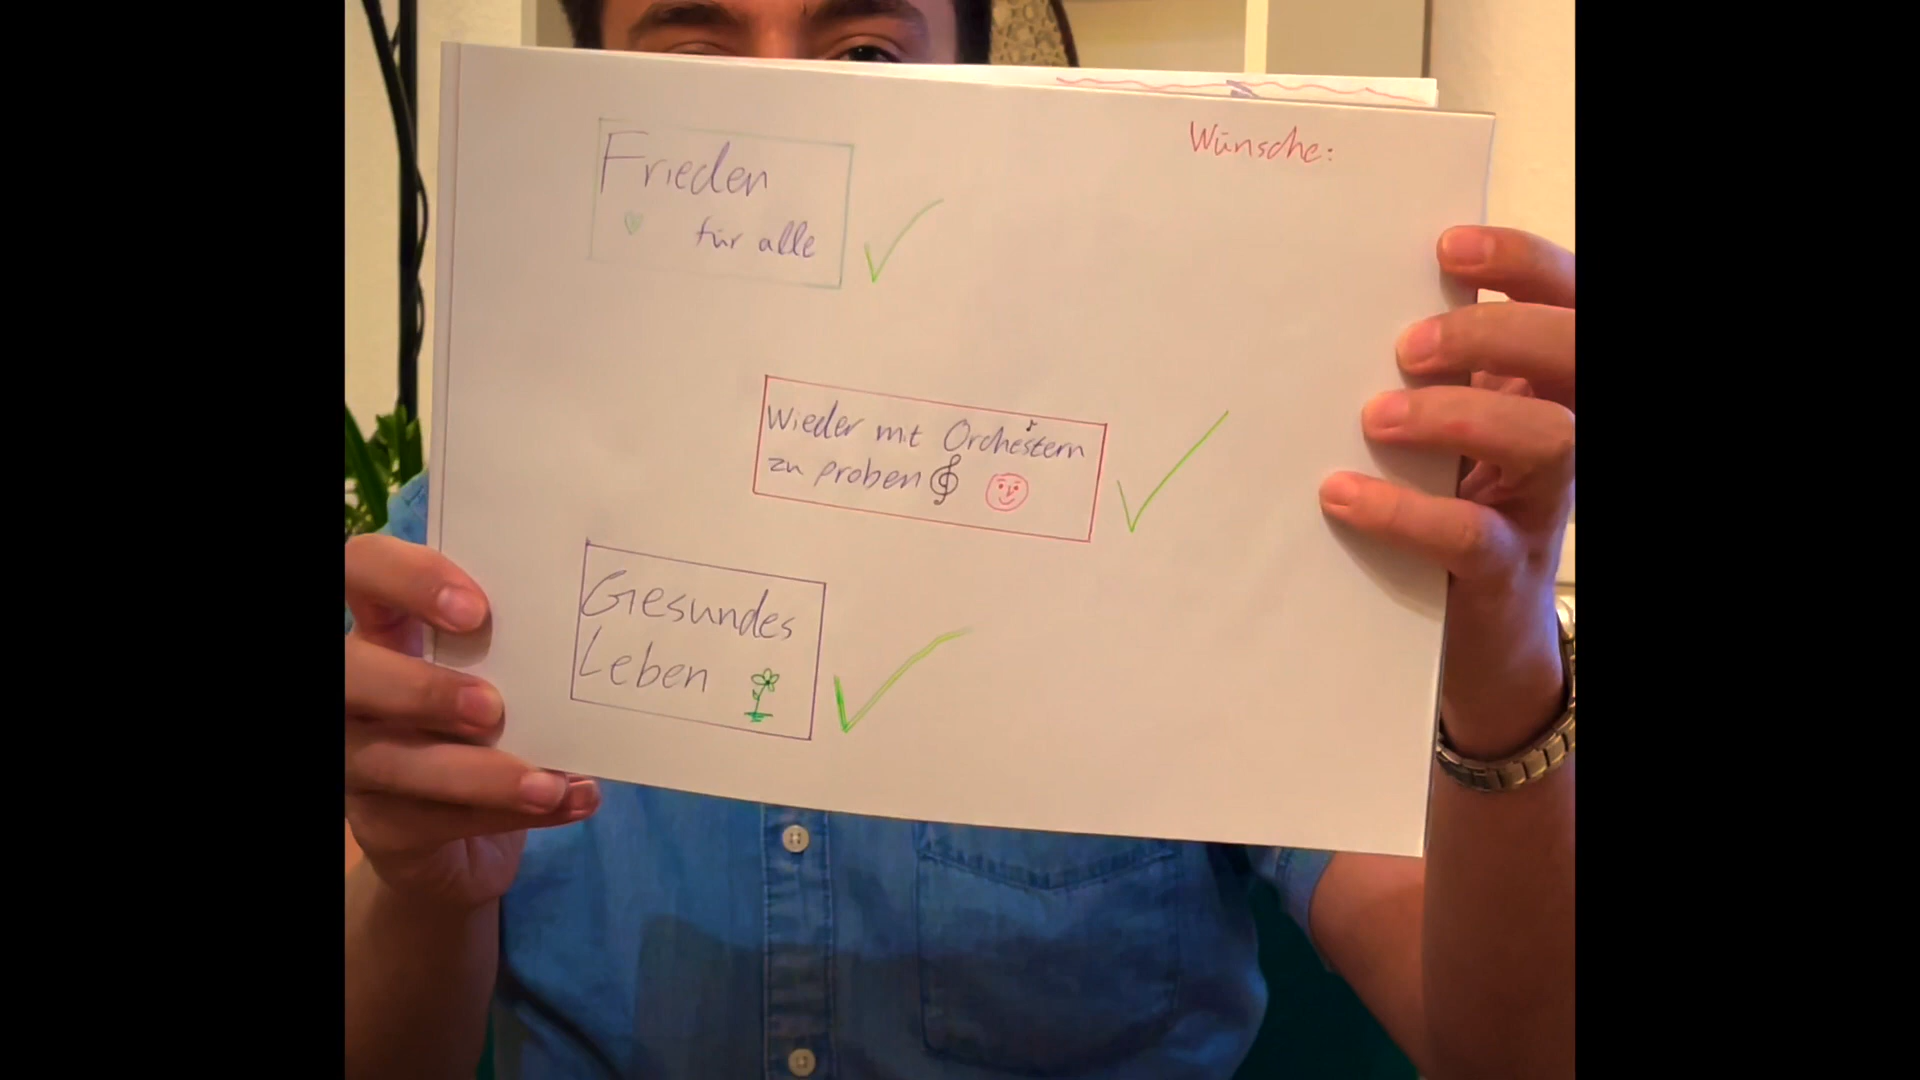 Wünsche:
Frieden
für alle
Wieder mit Orchestern
zu proben
Gesundes
Leben